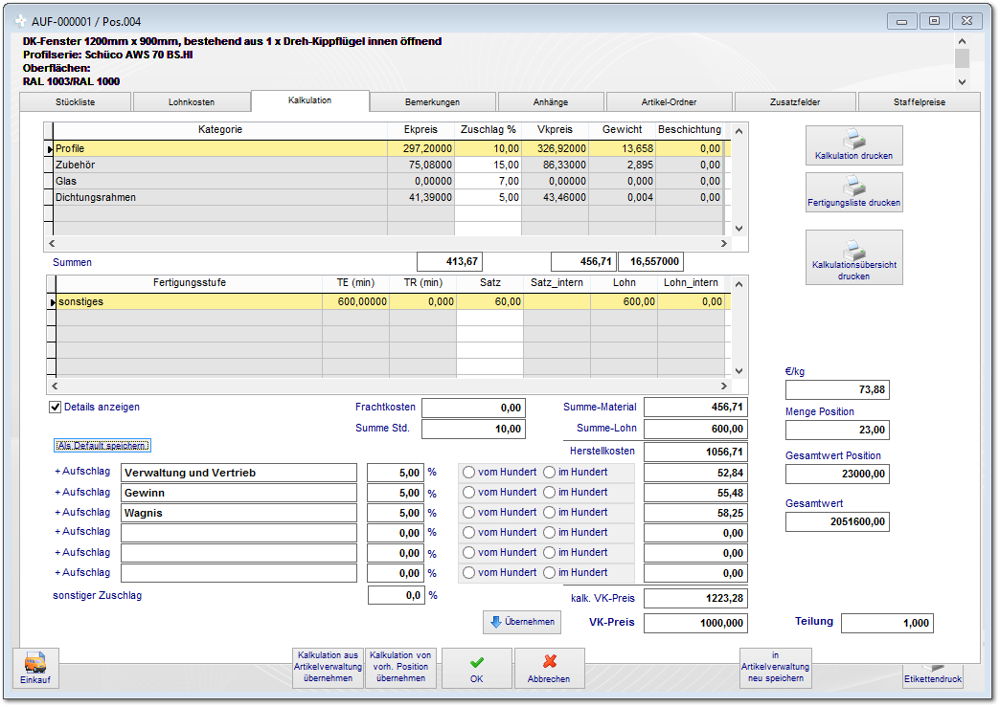 AUF-000001 / Pos.004
DK-Fenster 1200mm x 900mm, bestehend aus 1 x Dreh-Kippflügel innen öffnend
Profilserie: Schüco AWS 70 BS.HI
Oberflächen:
RAL 1003/RAL 1000
Stückliste Lohnkosten Kalkulation Bemerkungen Anhänge Artikel-Ordner Zusatzfelder Staffelpreise
Kategorie Ekpreis Zuschlag % Vkpreis Gewicht Beschichtung
Profile 297,20000 10,00 326,92000 13,658 0,00
Zubehör 75,08000 15,00 86,33000 2,895 0,00
Glas 0,00000 7,00 0,00000 0,000 0,00
Dichtungsrahmen 41,39000 5,00 43,46000 0,004 0,00
Summen 413,67 456,71 16,557000
Kalkulation drucken
Fertigungsliste drucken
Kalkulationsübersicht
drucken
Fertigungsstufe TE (min) TR (min) Satz Satz_intern Lohn Lohn_intern
sonstiges 600,00000 0,000 60,00 600,00 0,00
€/kg
73,88
Menge Position
23,00
Gesamtwert Position
23000,00
Gesamtwert
2051600,00
Details anzeigen Frachtkosten 0,00 Summe-Material 456,71
Summe Std. 10,00 Summe-Lohn 600,00
Als Default speichern Herstellkosten 1056,71
+ Aufschlag Verwaltung und Vertrieb 5,00 % vom Hundert im Hundert 52,84
+ Aufschlag Gewinn 5,00 % vom Hundert im Hundert 55,48
+ Aufschlag Wagnis 5,00 % vom Hundert im Hundert 58,25
+ Aufschlag 0,00 % vom Hundert im Hundert 0,00
+ Aufschlag 0,00 % vom Hundert im Hundert 0,00
+ Aufschlag 0,00 % vom Hundert im Hundert 0,00
sonstiger Zuschlag 0,0 % kalk. VK-Preis 1223,28
Übernehmen VK-Preis 1000,000 Teilung 1,000
Einkauf
Kalkulation aus
Artikelverwaltung
übernehmen
Kalkulation von
vorh. Position
übernehmen
OK
Abbrechen
in
Artikelverwaltung
neu speichern
Etikettendruck